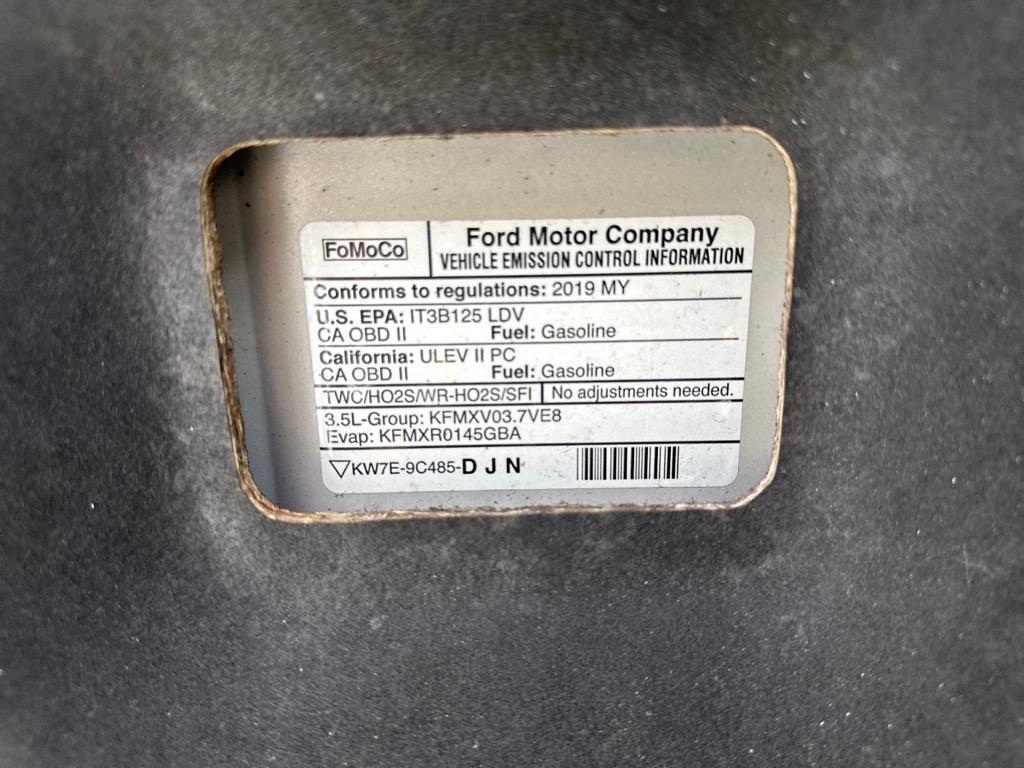 FoMoCo
Ford Motor Company
VEHICLE EMISSION CONTROL INFORMATION
Conforms to regulations: 2019 MY
U.S. EPA: IT3B125 LDV
CA OBD II Fuel: Gasoline
California: ULEV II PC
CA OBD II Fuel: Gasoline
TWC/HO2S/WR-HO2S/SFI No adjustments needed.
3.5L-Group: KFMXV03.7VE8
Evap: KFMXR0145GBA
▽KW7E-9C485-D J N